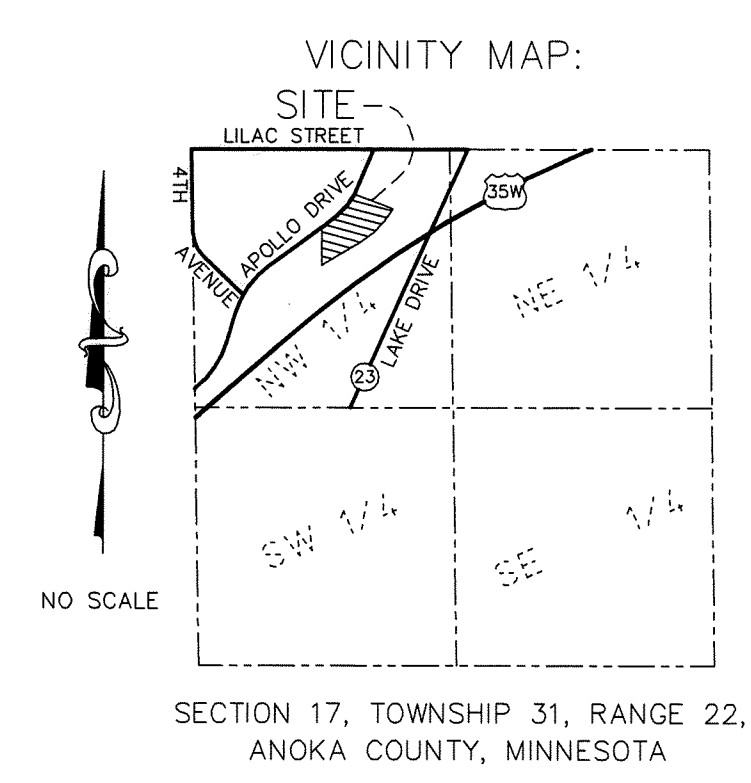 VICINITY MAP:
SITE
LILAC STREET
4TH
AVENUE
APOLLO DRIVE
35W
NE 1/4
NW 1/4
LAKE DRIVE
23
SW 1/4
SE 1/4
NO SCALE
SECTION 17, TOWNSHIP 31, RANGE 22,
ANOKA COUNTY, MINNESOTA